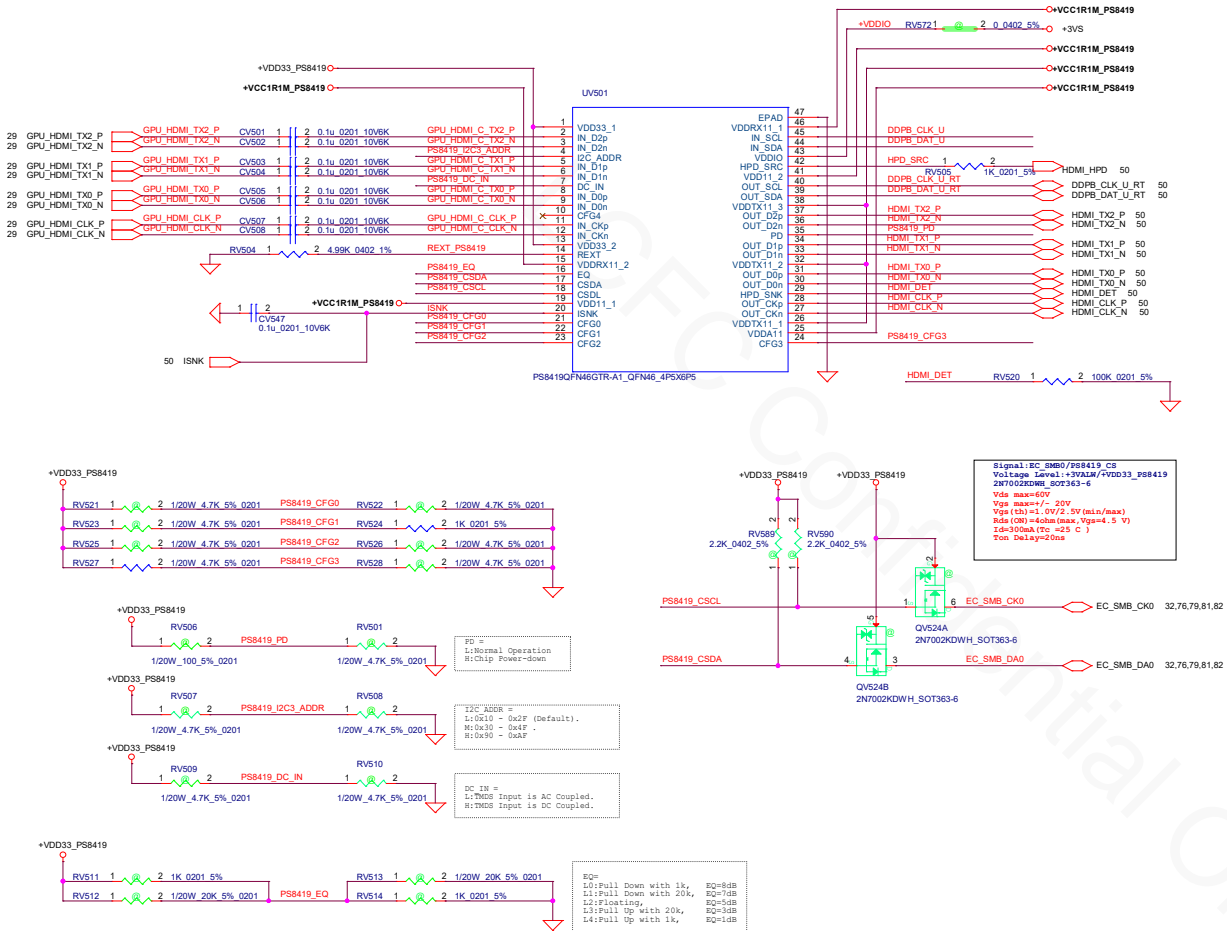 +VCC1R1M_PS8419
+VDDIO RV572 1 @ 2 0_0402_5% +3VS
+VCC1R1M_PS8419
+VDD33_PS8419 +VCC1R1M_PS8419
+VCC1R1M_PS8419 +VCC1R1M_PS8419
UV501
29 GPU_HDMI_TX2_P GPU_HDMI_TX2_P CV501 1 2 0.1u_0201_10V6K GPU_HDMI_C_TX2_P
29 GPU_HDMI_TX2_N GPU_HDMI_TX2_N CV502 1 2 0.1u_0201_10V6K GPU_HDMI_C_TX2_N
PS8419_I2C3_ADDR
29 GPU_HDMI_TX1_P GPU_HDMI_TX1_P CV503 1 2 0.1u_0201_10V6K GPU_HDMI_C_TX1_P
29 GPU_HDMI_TX1_N GPU_HDMI_TX1_N CV504 1 2 0.1u_0201_10V6K GPU_HDMI_C_TX1_N
PS8419_DC_IN
29 GPU_HDMI_TX0_P GPU_HDMI_TX0_P CV505 1 2 0.1u_0201_10V6K GPU_HDMI_C_TX0_P
29 GPU_HDMI_TX0_N GPU_HDMI_TX0_N CV506 1 2 0.1u_0201_10V6K GPU_HDMI_C_TX0_N
29 GPU_HDMI_CLK_P GPU_HDMI_CLK_P CV507 1 2 0.1u_0201_10V6K GPU_HDMI_C_CLK_P
29 GPU_HDMI_CLK_N GPU_HDMI_CLK_N CV508 1 2 0.1u_0201_10V6K GPU_HDMI_C_CLK_N
RV504 1 2 4.99K_0402_1% REXT_PS8419
PS8419_EQ
PS8419_CSDA
PS8419_CSCL
+VCC1R1M_PS8419
1 2 ISNK
CV547
0.1u_0201_10V6K
PS8419_CFG0
PS8419_CFG1
PS8419_CFG2
50 ISNK
1 VDD33_1
2 IN_D2p
3 IN_D2n
4 I2C_ADDR
5 IN_D1p
6 IN_D1n
7 DC_IN
8 IN_D0p
9 IN_D0n
10 CFG4
11 IN_CKp
12 IN_CKn
13 VDD33_2
14 REXT
15 VDDRX11_2
16 EQ
17 CSDA
18 CSDL
19 VDD11_1
20 ISNK
21 CFG0
22 CFG1
23 CFG2
EPAD 47
VDDRX11_1 46
IN_SCL 45
IN_SDA 44
VDDIO 43
HPD_SRC 42
VDD11_2 41
OUT_SCL 40
OUT_SDA 39
VDDTX11_3 38
OUT_D2p 37
OUT_D2n 36
PD 35
OUT_D1p 34
OUT_D1n 33
VDDTX11_2 32
OUT_D0p 31
OUT_D0n 30
HPD_SNK 29
OUT_CKp 28
OUT_CKn 27
VDDTX11_1 26
VDDA11 25
CFG3 24
PS8419QFN46GTR-A1_QFN46_4P5X6P5
DDPB_CLK_U
DDPB_DAT_U
HPD_SRC 1 2 HDMI_HPD 50
RV505 1K_0201_5%
DDPB_CLK_U_RT DDPB_CLK_U_RT 50
DDPB_DAT_U_RT DDPB_DAT_U_RT 50
HDMI_TX2_P HDMI_TX2_P 50
HDMI_TX2_N HDMI_TX2_N 50
PS8419_PD
HDMI_TX1_P HDMI_TX1_P 50
HDMI_TX1_N HDMI_TX1_N 50
HDMI_TX0_P HDMI_TX0_P 50
HDMI_TX0_N HDMI_TX0_N 50
HDMI_DET HDMI_DET 50
HDMI_CLK_P HDMI_CLK_P 50
HDMI_CLK_N HDMI_CLK_N 50
PS8419_CFG3
HDMI_DET RV520 1 2 100K_0201_5%
+VDD33_PS8419
RV521 1 @ 2 1/20W_4.7K_5%_0201 PS8419_CFG0 RV522 1 @ 2 1/20W_4.7K_5%_0201
RV523 1 @ 2 1/20W_4.7K_5%_0201 PS8419_CFG1 RV524 1 2 1K_0201_5%
RV525 1 @ 2 1/20W_4.7K_5%_0201 PS8419_CFG2 RV526 1 @ 2 1/20W_4.7K_5%_0201
RV527 1 2 1/20W_4.7K_5%_0201 PS8419_CFG3 RV528 1 @ 2 1/20W_4.7K_5%_0201
+VDD33_PS8419
RV506 RV501
1 @ 2 PS8419_PD 1 @ 2
1/20W_100_5%_0201 1/20W_4.7K_5%_0201
PD =
L:Normal Operation
H:Chip Power-down
+VDD33_PS8419
RV507 RV508
1 @ 2 PS8419_I2C3_ADDR 1 @ 2
1/20W_4.7K_5%_0201 1/20W_4.7K_5%_0201
I2C_ADDR =
L:0x10 - 0x2F (Default).
M:0x30 - 0x4F .
H:0x90 - 0xAF
+VDD33_PS8419
RV509 RV510
1 @ 2 PS8419_DC_IN 1 @ 2
1/20W_4.7K_5%_0201 1/20W_4.7K_5%_0201
DC_IN =
L:TMDS Input is AC Coupled.
H:TMDS Input is DC Coupled.
+VDD33_PS8419
RV511 1 @ 2 1K_0201_5% RV513 1 @ 2 1/20W_20K_5%_0201
RV512 1 @ 2 1/20W_20K_5%_0201 PS8419_EQ RV514 1 @ 2 1K_0201_5%
EQ=
L0:Pull Down with 1k, EQ=8dB
L1:Pull Down with 20k, EQ=7dB
L2:Floating, EQ=5dB
L3:Pull Up with 20k, EQ=3dB
L4:Pull Up with 1k, EQ=1dB
+VDD33_PS8419 +VDD33_PS8419
2 2
RV589 RV590
2.2K_0402_5% 2.2K_0402_5%
@ @
1 1
PS8419_CSCL 1 2 @ 6 EC_SMB_CK0 EC_SMB_CK0 32,76,79,81,82
QV524A
2N7002KDWH_SOT363-6
PS8419_CSDA 4 5 @ 3 EC_SMB_DA0 EC_SMB_DA0 32,76,79,81,82
QV524B
2N7002KDWH_SOT363-6
Signal:EC_SMB0/PS8419_CS
Voltage Level:+3VALW/+VDD33_PS8419
2N7002KDWH_SOT363-6
Vds max=60V
Vgs max=+/- 20V
Vgs(th)=1.0V/2.5V(min/max)
Rds(ON)=4ohm(max,Vgs=4.5 V)
Id=300mA(Tc =25 C )
Ton Delay=20ns
CFC Confidential